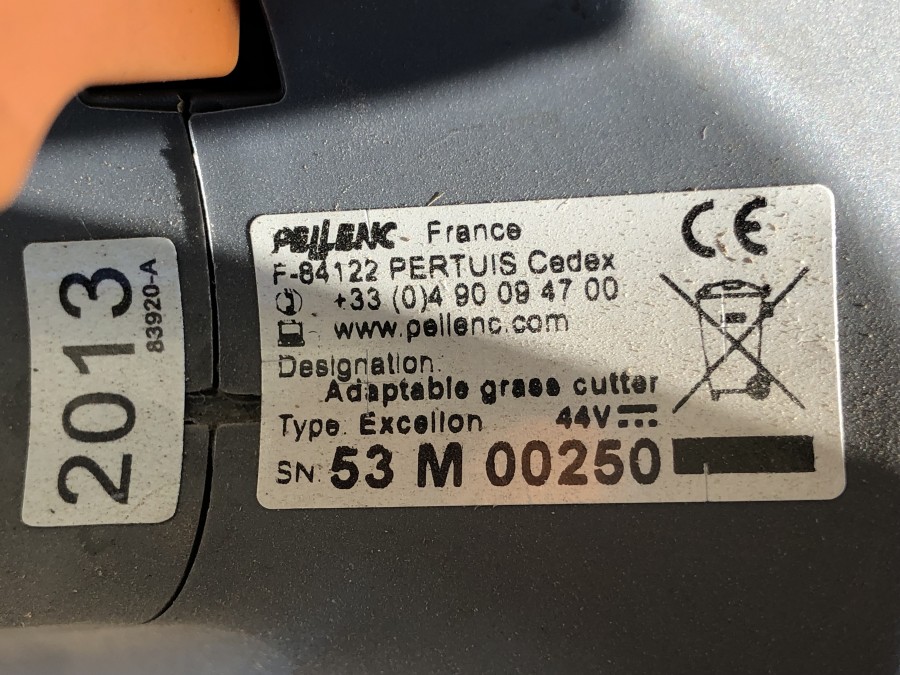 2013
83920-A
PELLENC France
F-84122 PERTUIS Cedex
+33 (0)4 90 09 47 00
www.pellenc.com
Designation:
Adaptable grass cutter
Type: Excelion 44V
SN: 53 M 00250
CE